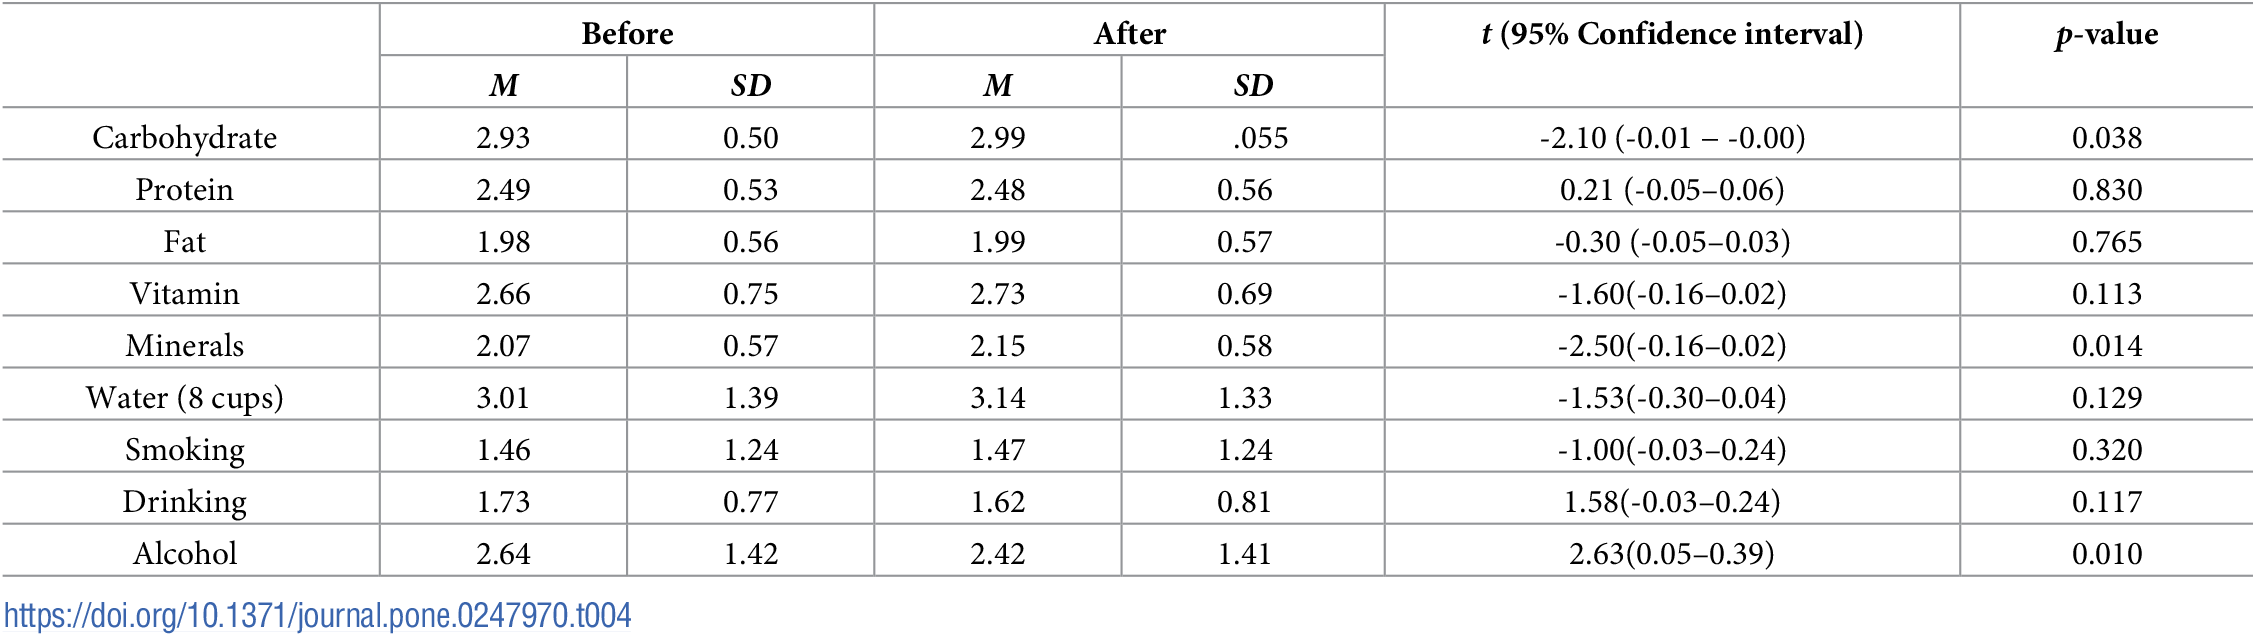 Before After t (95% Confidence interval) p-value
M SD M SD
Carbohydrate 2.93 0.50 2.99 .055 -2.10 (-0.01 – -0.00) 0.038
Protein 2.49 0.53 2.48 0.56 0.21 (-0.05–0.06) 0.830
Fat 1.98 0.56 1.99 0.57 -0.30 (-0.05–0.03) 0.765
Vitamin 2.66 0.75 2.73 0.69 -1.60(-0.16–0.02) 0.113
Minerals 2.07 0.57 2.15 0.58 -2.50(-0.16–0.02) 0.014
Water (8 cups) 3.01 1.39 3.14 1.33 -1.53(-0.30–0.04) 0.129
Smoking 1.46 1.24 1.47 1.24 -1.00(-0.03–0.24) 0.320
Drinking 1.73 0.77 1.62 0.81 1.58(-0.03–0.24) 0.117
Alcohol 2.64 1.42 2.42 1.41 2.63(0.05–0.39) 0.010
https://doi.org/10.1371/journal.pone.0247970.t004